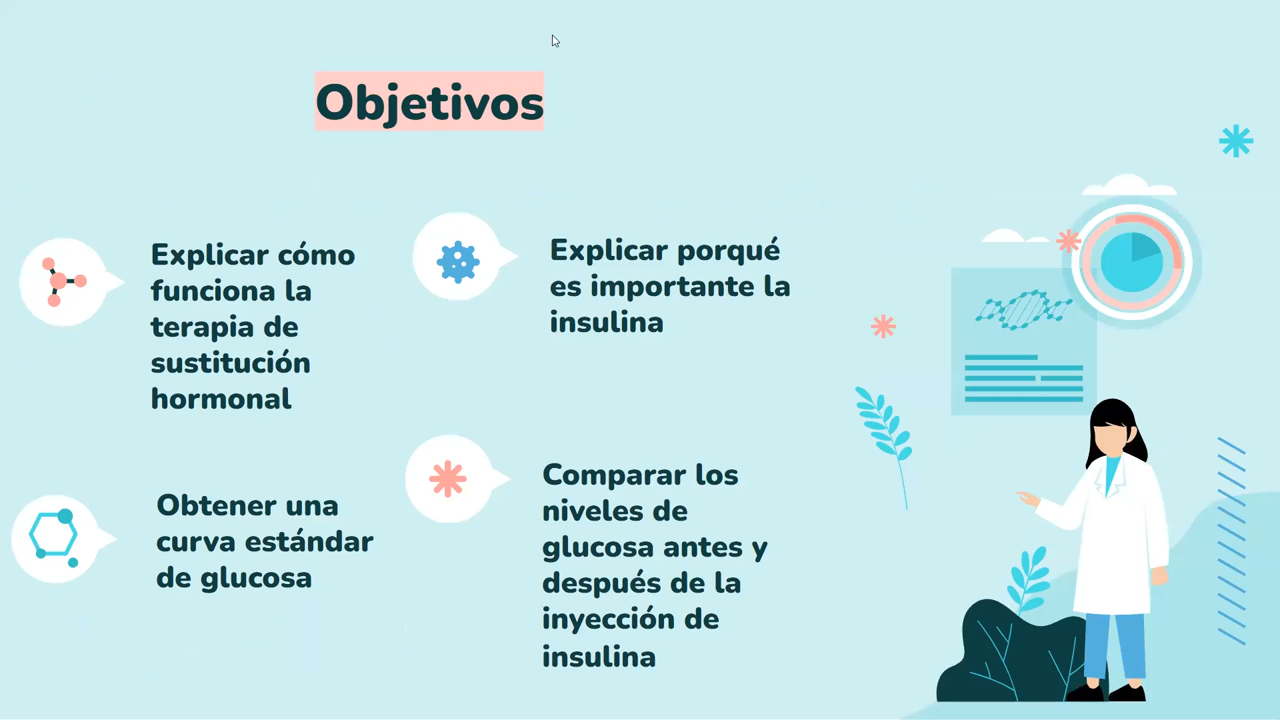 Objetivos
Explicar cómo
funciona la
terapia de
sustitución
hormonal
Explicar porqué
es importante la
insulina
Obtener una
curva estándar
de glucosa
Comparar los
niveles de
glucosa antes y
después de la
inyección de
insulina